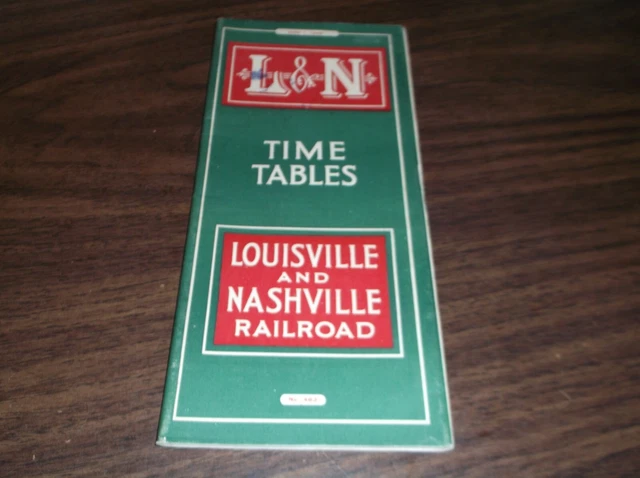 L&N
TIME
TABLES
LOUISVILLE
AND
NASHVILLE
RAILROAD